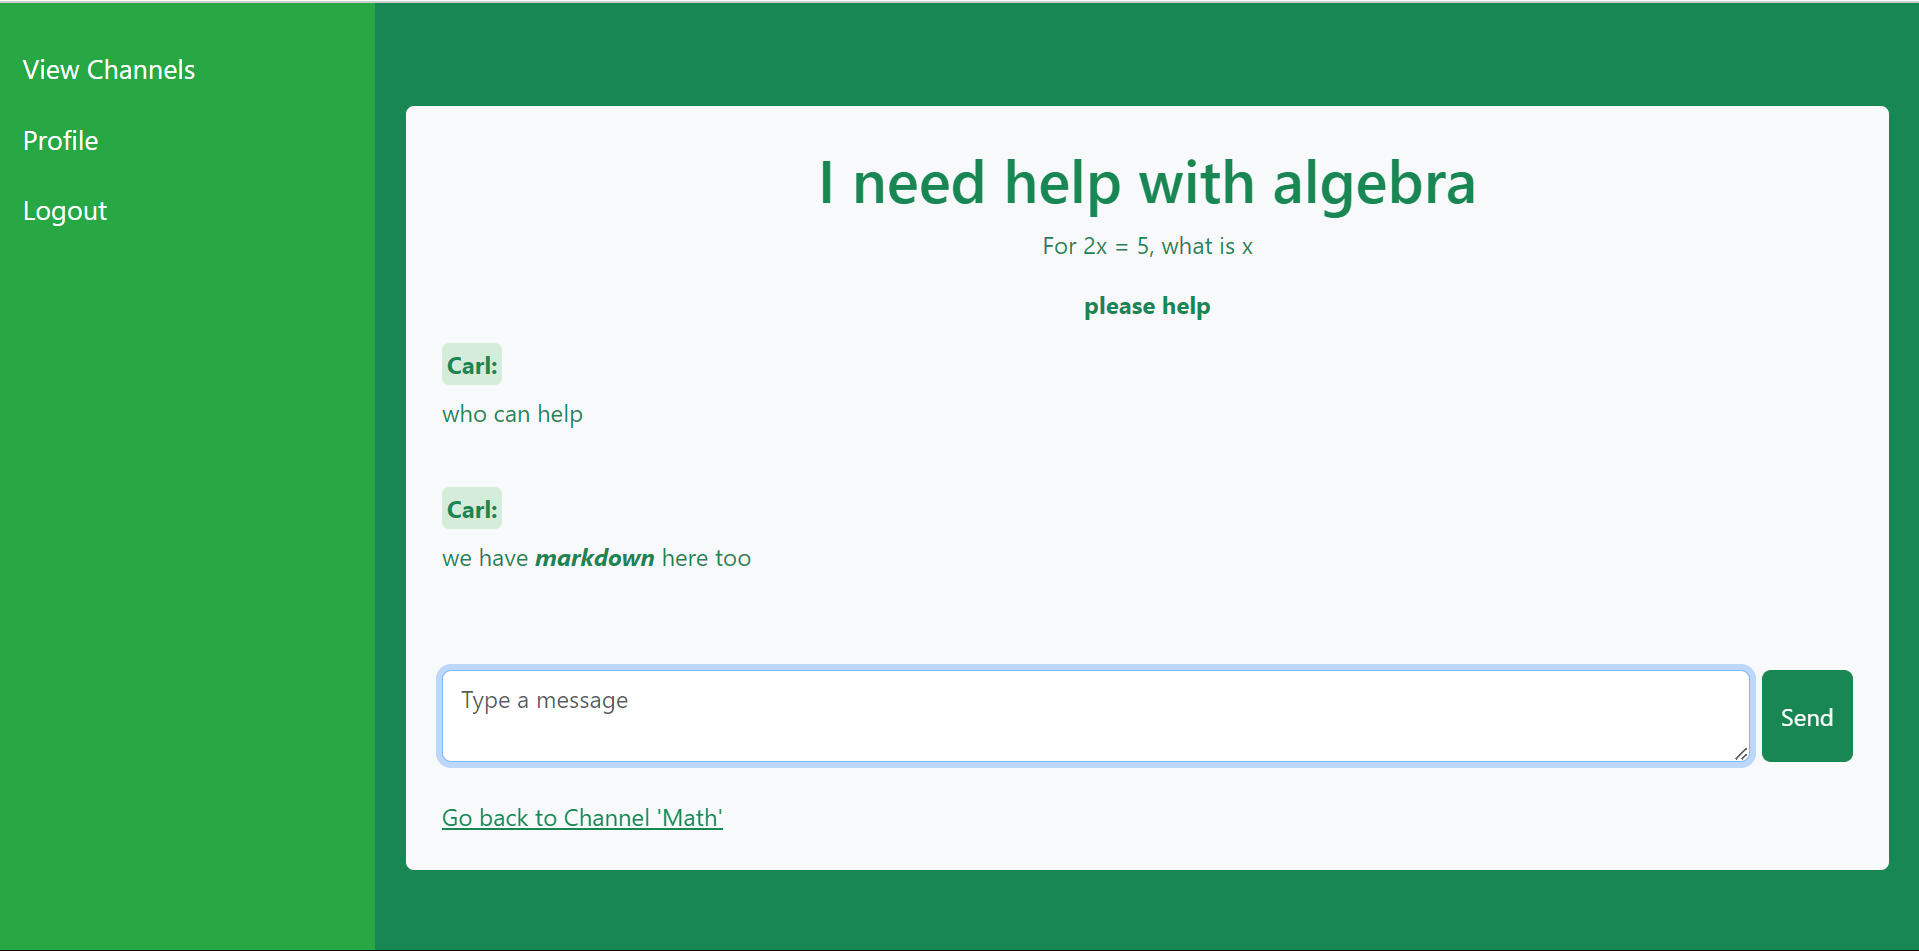 View Channels
Profile
Logout
I need help with algebra
For 2x = 5, what is x
please help
Carl:
who can help
Carl:
we have markdown here too
Type a message
Send
Go back to Channel 'Math'